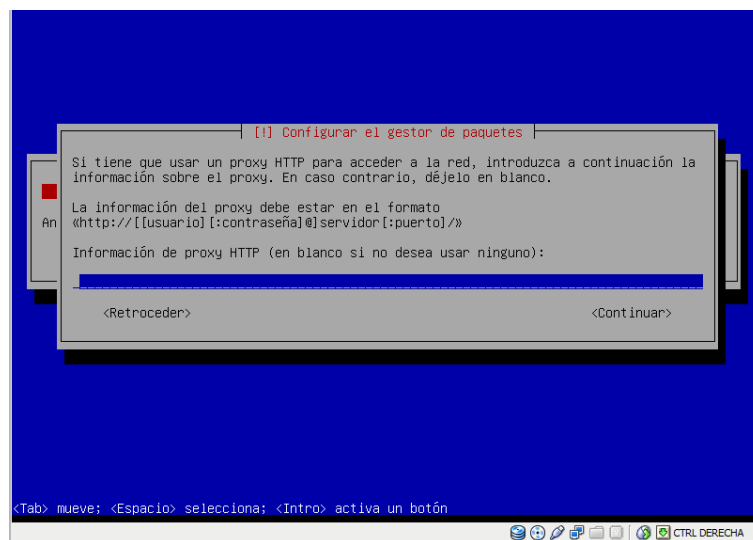 [!] Configurar el gestor de paquetes
Si tiene que usar un proxy HTTP para acceder a la red, introduzca a continuación la
información sobre el proxy. En caso contrario, déjelo en blanco.
La información del proxy debe estar en el formato
An
«http://[[usuario][:contraseña]@]servidor[:puerto]/»
Información de proxy HTTP (en blanco si no desea usar ninguno):
<Retroceder> <Continuar>
<Tab> mueve; <Espacio> selecciona; <Intro> activa un botón
CTRL DERECHA